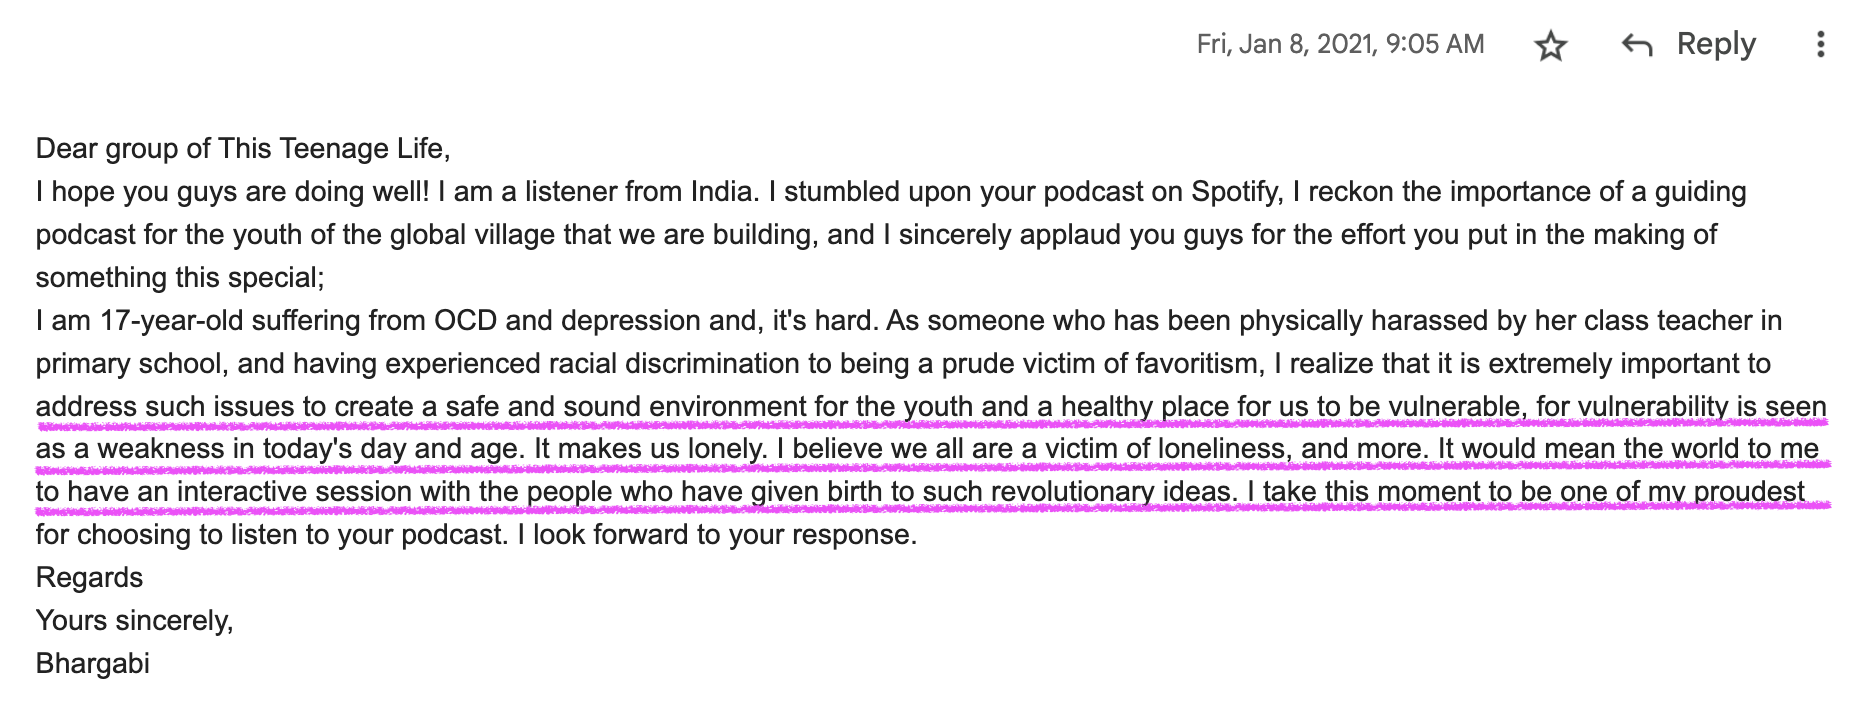 Fri, Jan 8, 2021, 9:05 AM Reply
Dear group of This Teenage Life,
I hope you guys are doing well! I am a listener from India. I stumbled upon your podcast on Spotify, I reckon the importance of a guiding
podcast for the youth of the global village that we are building, and I sincerely applaud you guys for the effort you put in the making of
something this special;
I am 17-year-old suffering from OCD and depression and, it's hard. As someone who has been physically harassed by her class teacher in
primary school, and having experienced racial discrimination to being a prude victim of favoritism, I realize that it is extremely important to
address such issues to create a safe and sound environment for the youth and a healthy place for us to be vulnerable, for vulnerability is seen
as a weakness in today's day and age. It makes us lonely. I believe we all are a victim of loneliness, and more. It would mean the world to me
to have an interactive session with the people who have given birth to such revolutionary ideas. I take this moment to be one of my proudest
for choosing to listen to your podcast. I look forward to your response.
Regards
Yours sincerely,
Bhargabi